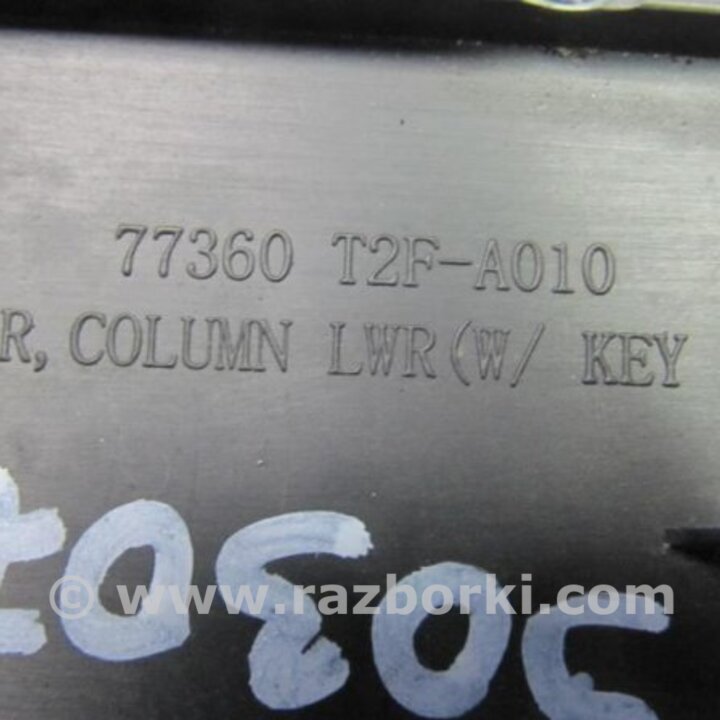 77360 T2F-A010
R, COLUMN LWR(W/ KEY
© www.razborki.com